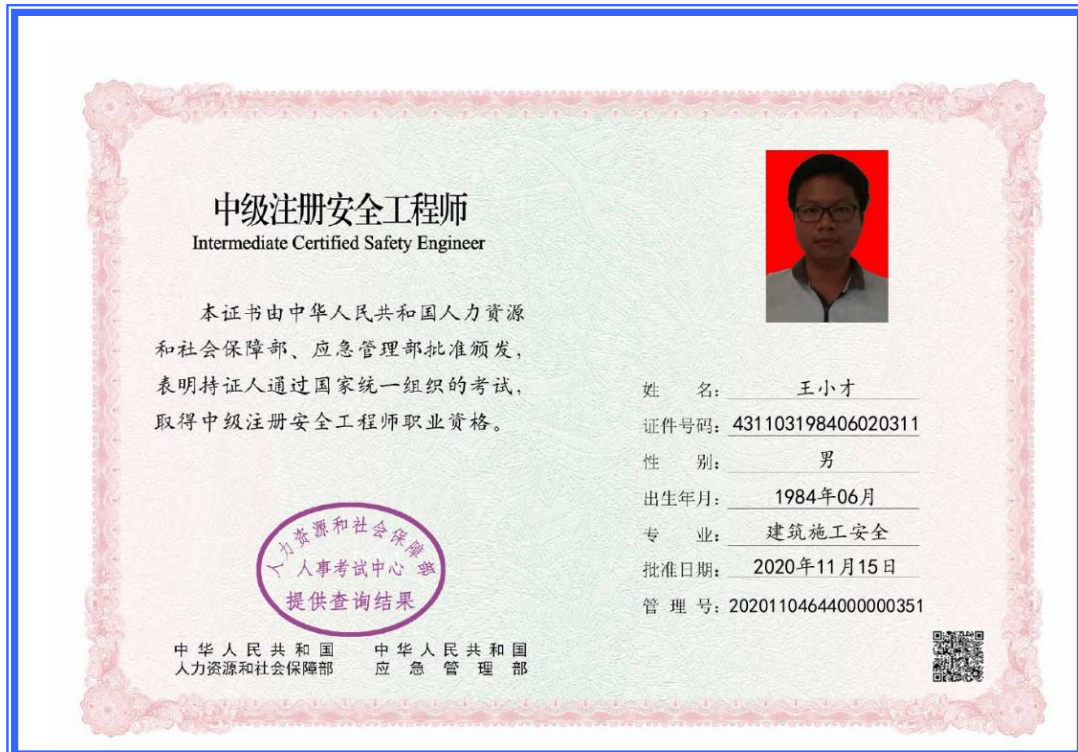 中级注册安全工程师
Intermediate Certified Safety Engineer
本证书由中华人民共和国人力资源
和社会保障部、应急管理部批准颁发，
表明持证人通过国家统一组织的考试，
取得中级注册安全工程师职业资格。
人力资源和社会保障部
人事考试中心
提供查询结果
中华人民共和国
人力资源和社会保障部
中华人民共和国
应急管理部
姓 名： 王小才
证件号码： 431103198406020311
性 别： 男
出生年月： 1984年06月
专 业： 建筑施工安全
批准日期： 2020年11月15日
管 理 号： 20201104644000000351